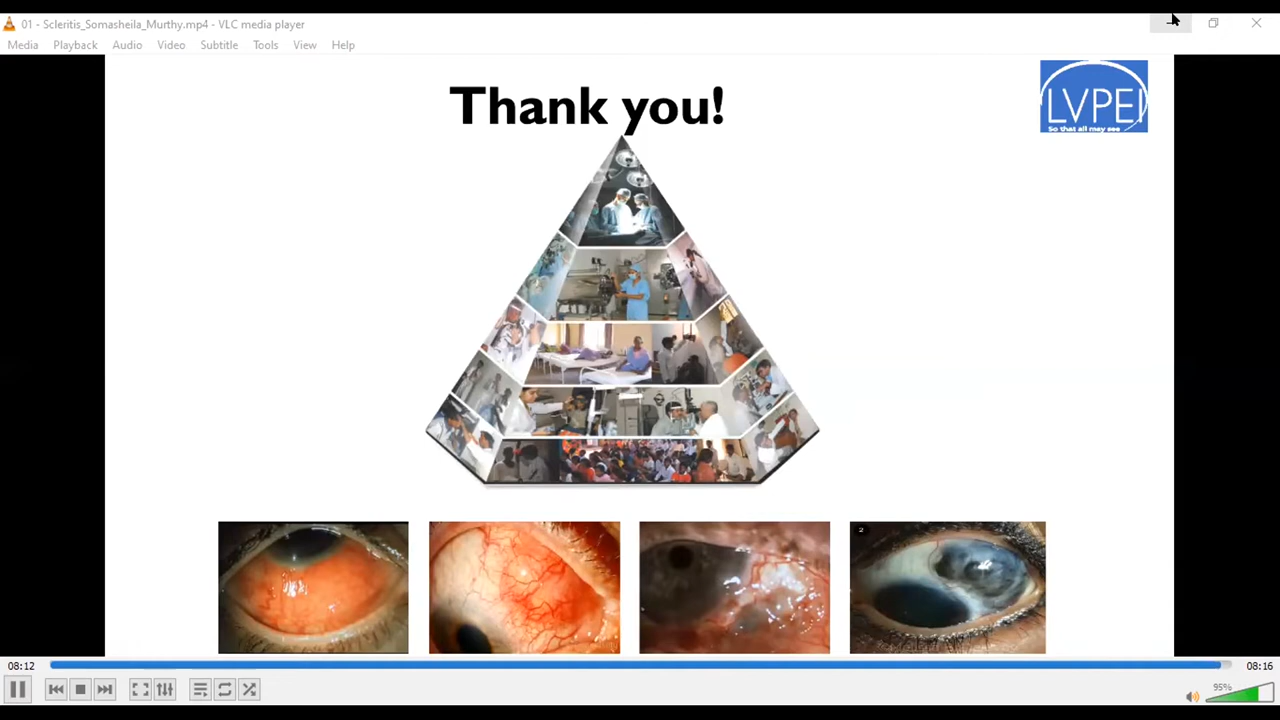 01 - Scleritis_Somasheila_Murthy.mp4 - VLC media player
Media Playback Audio Video Subtitle Tools View Help
Thank you!
LVPEI
So that all may see
2
08:12
08:16
95%